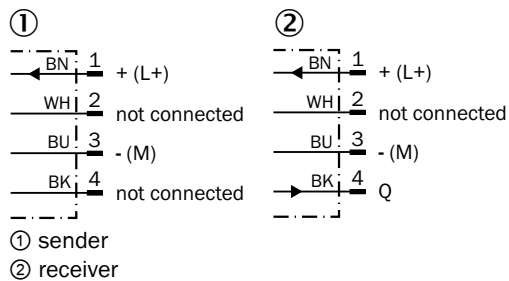 ① ②
BN 1 + (L+) BN 1 + (L+)
WH 2 not connected WH 2 not connected
BU 3 - (M) BU 3 - (M)
BK 4 not connected BK 4 Q
① sender
② receiver